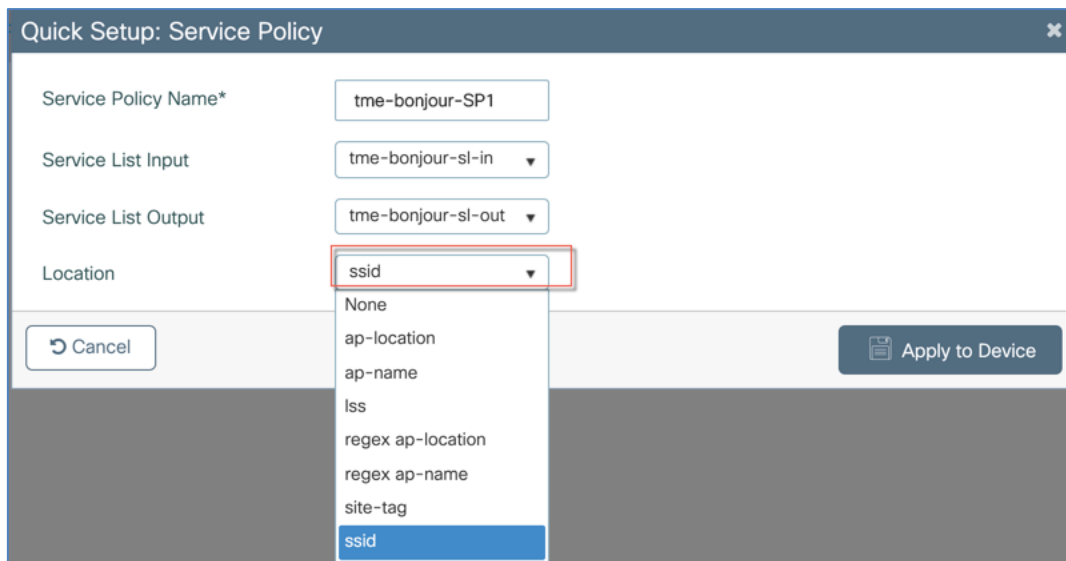 Quick Setup: Service Policy
Service Policy Name* tme-bonjour-SP1
Service List Input tme-bonjour-sl-in
Service List Output tme-bonjour-sl-out
Location ssid
None
ap-location
ap-name
lss
regex ap-location
regex ap-name
site-tag
ssid
Cancel
Apply to Device